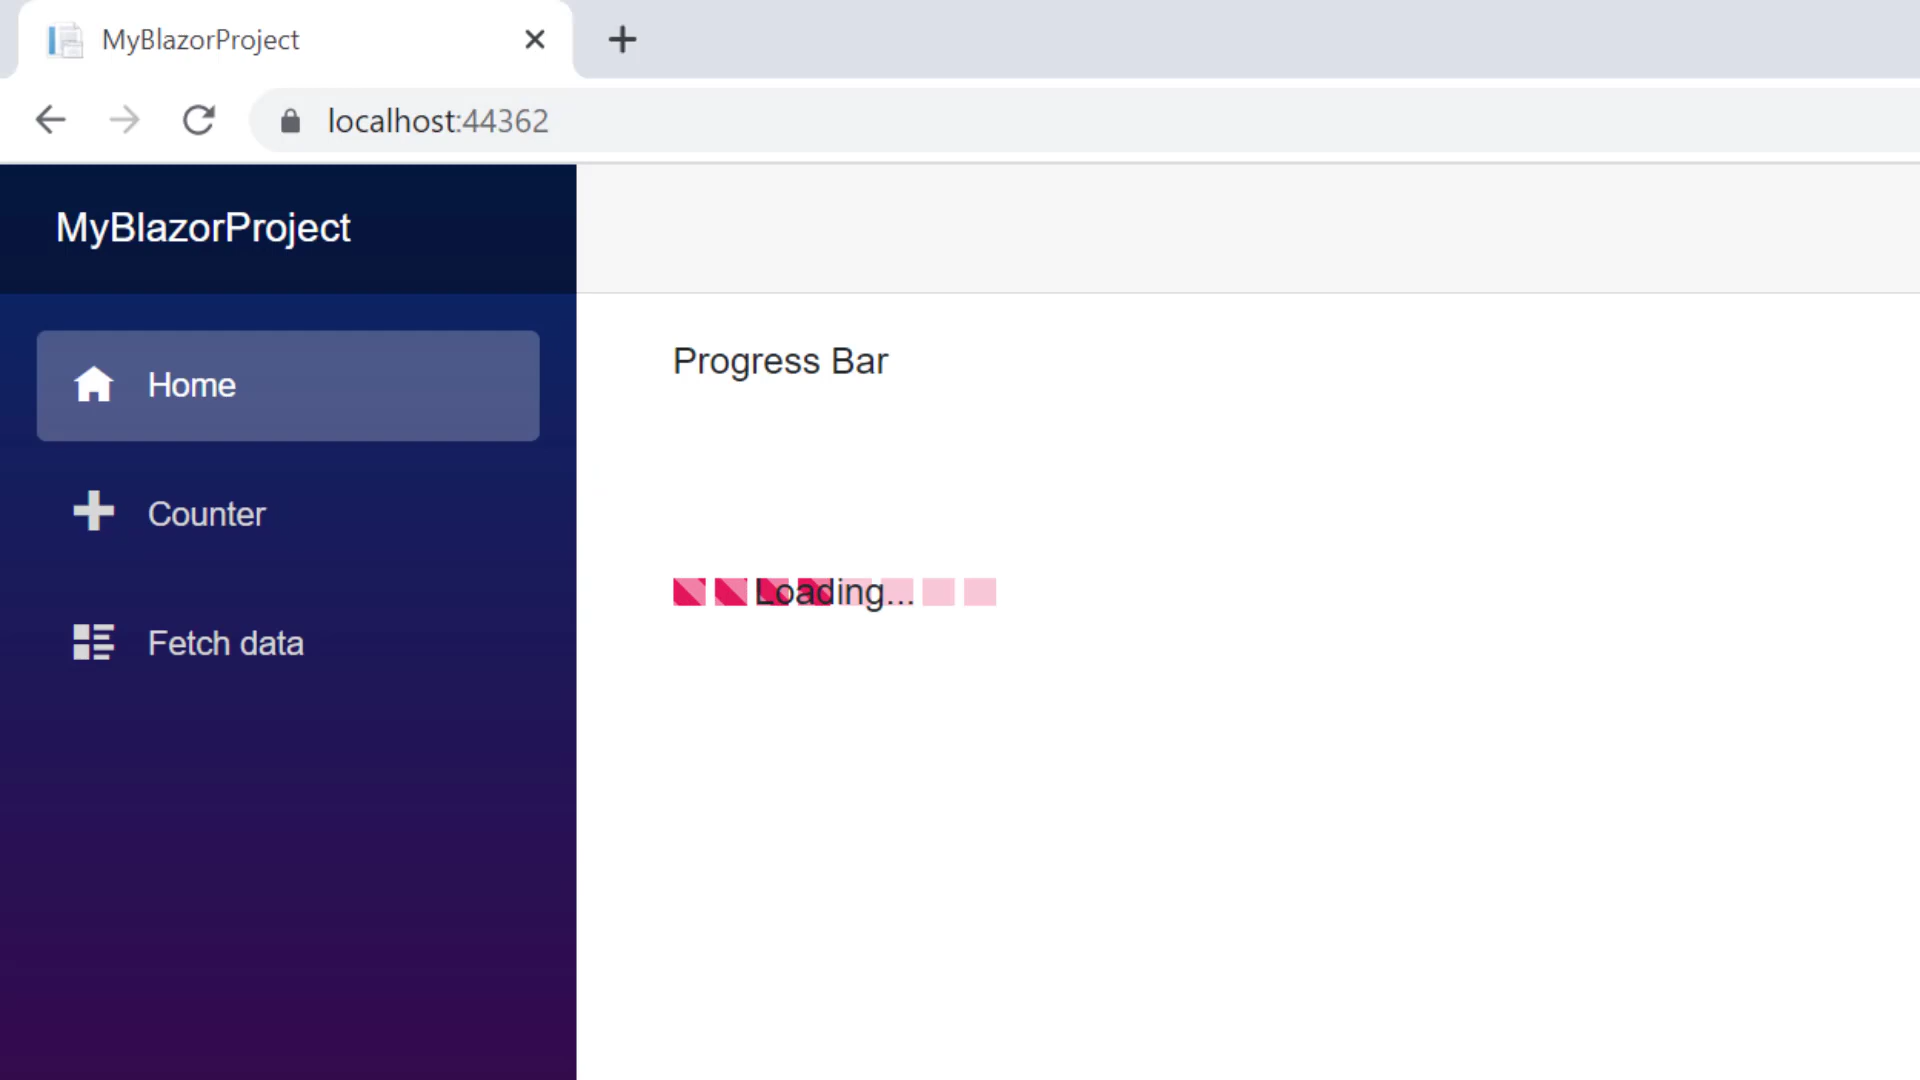 MyBlazorProject
localhost:44362
MyBlazorProject
Home
Counter
Fetch data
Progress Bar
Loading...